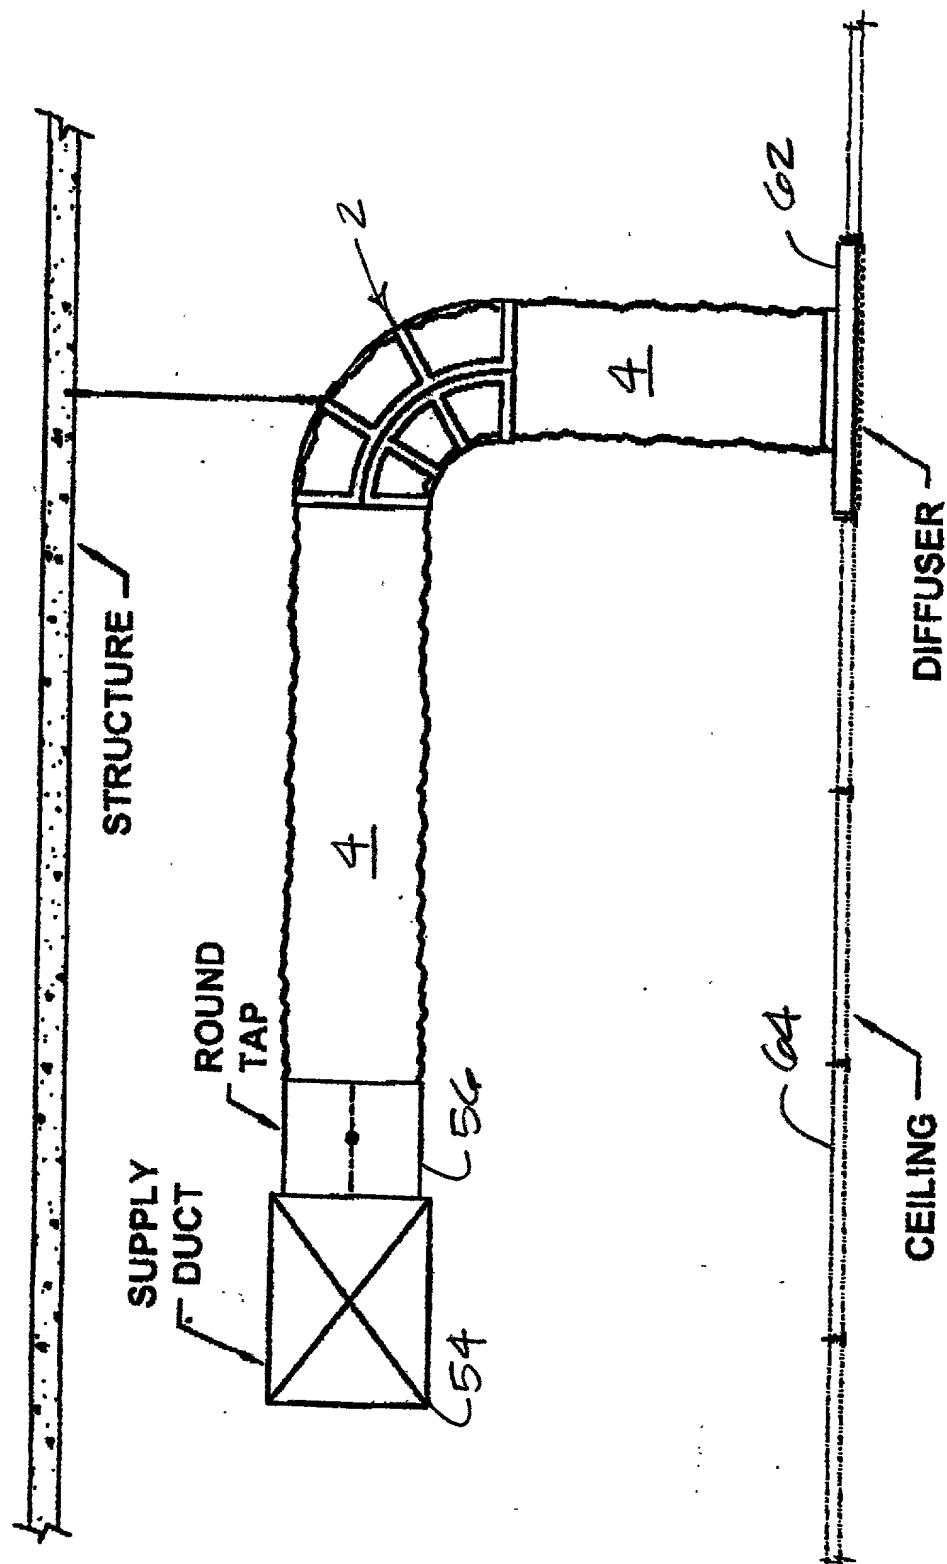 STRUCTURE
2
SUPPLY
DUCT
ROUND
TAP
4
4
54
56
62
64
CEILING
DIFFUSER